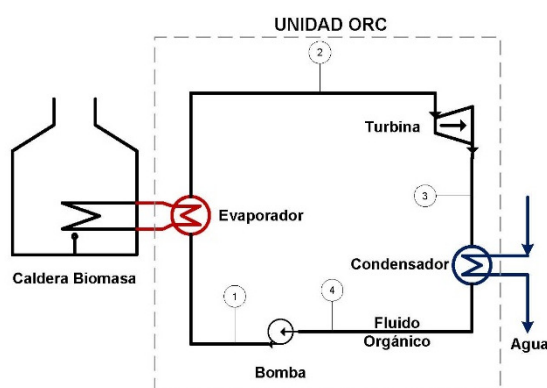 UNIDAD ORC
2
Turbina
Evaporador
3
Caldera Biomasa
Condensador
1
4
Fluido
Orgánico
Agua
Bomba